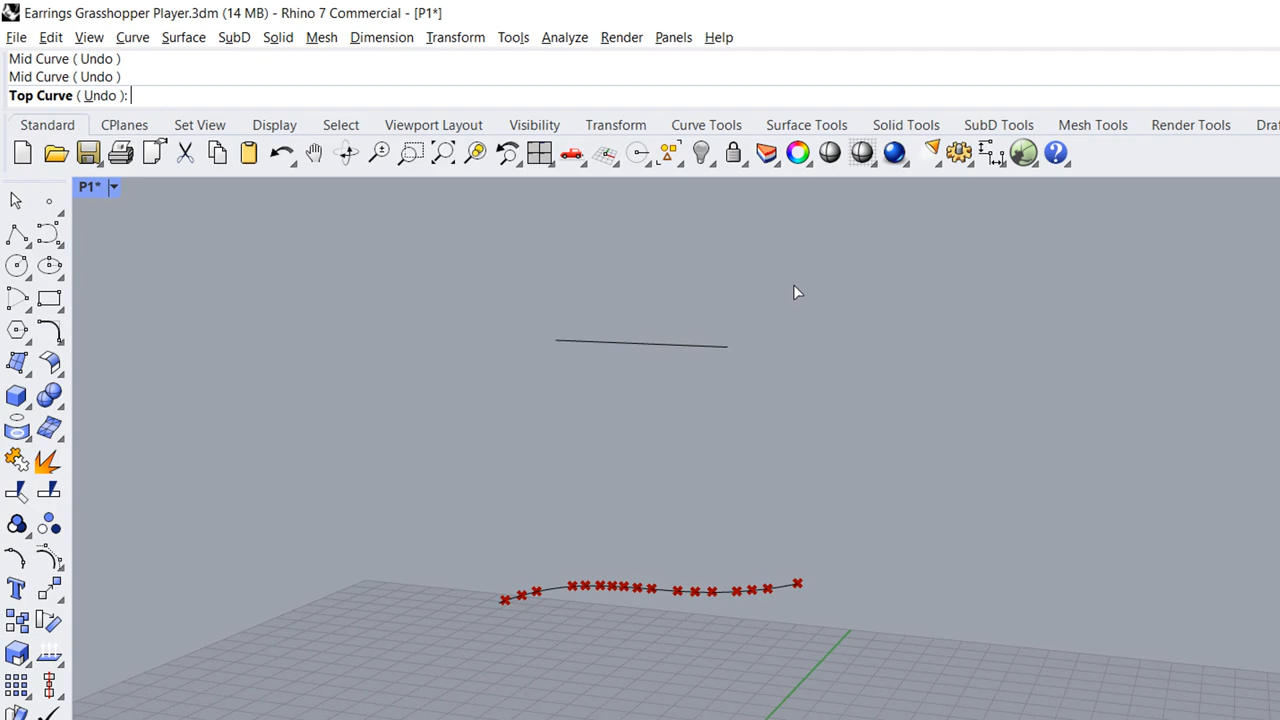 Earrings Grasshopper Player.3dm (14 MB) - Rhino 7 Commercial - [P1*]
File Edit View Curve Surface SubD Solid Mesh Dimension Transform Tools Analyze Render Panels Help
Mid Curve ( Undo )
Mid Curve ( Undo )
Top Curve ( Undo ):
Standard CPlanes Set View Display Select Viewport Layout Visibility Transform Curve Tools Surface Tools Solid Tools SubD Tools Mesh Tools Render Tools Draf
P1*